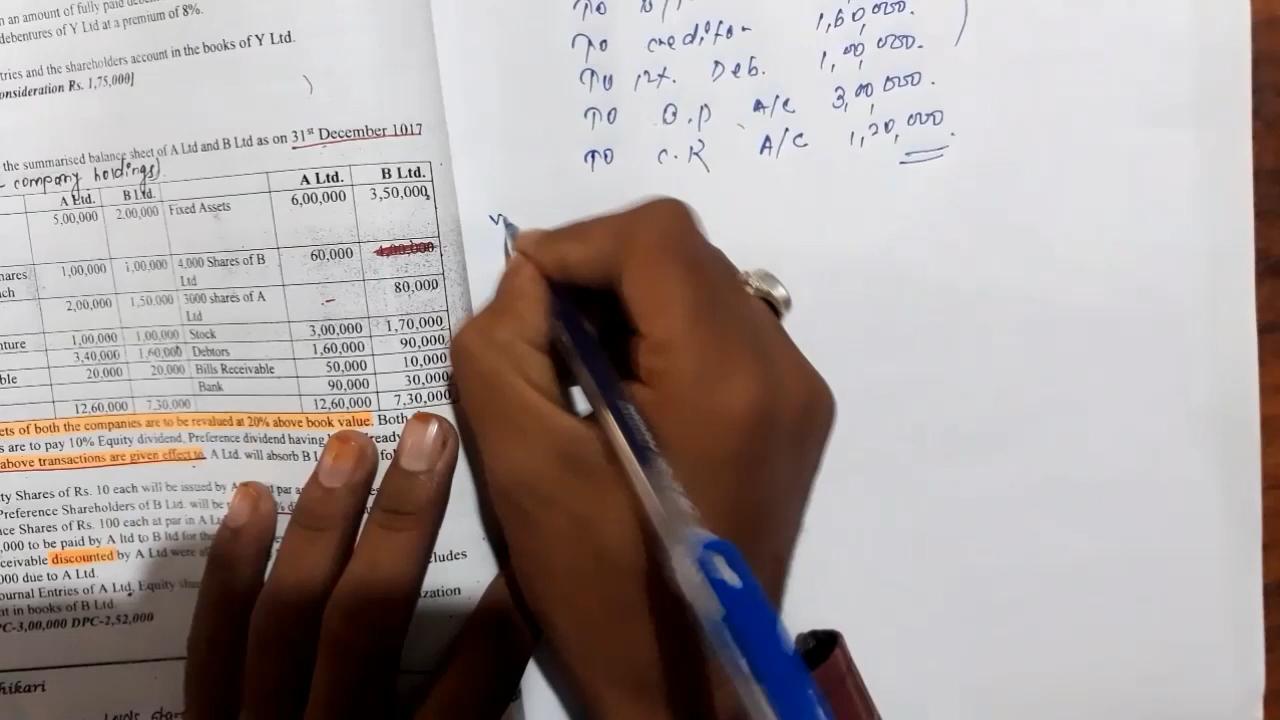 n an amount of fully paid
debentures of Y Ltd at a premium of 8%.
tries and the shareholders account in the books of Y Ltd.
onsideration Rs. 1,75,000]
the summarised balance sheet of A Ltd and B Ltd as on 31st December 1017
company holdings).
A Ltd. B Ltd. A Ltd. B Ltd.
5,00,000 2,00,000 Fixed Assets 6,00,000 3,50,000
hares 1,00,000 1,00,000 4,000 Shares of B Ltd 60,000 4,00,000
ch
2,00,000 1,50,000 3000 shares of A Ltd .- 80,000
nture 1,00,000 1,00,000 Stock 3,00,000 1,70,000
3,40,000 1,60,000 Debtors 1,60,000 90,000
ble 20,000 20,000 Bills Receivable 50,000 10,000
Bank 90,000 30,000
12,60,000 7,30,000 12,60,000 7,30,000
ets of both the companies are to be revalued at 20% above book value. Both
s are to pay 10% Equity dividend, Preference dividend having
above transactions are given effect to, A Ltd. will absorb B
ty Shares of Rs. 10 each will be issued by A
Preference Shareholders of B Ltd. will be
ce Shares of Rs. 100 each at par in A
,000 to be paid by A ltd to B ltd for
ceivable discounted by A Ltd were
000 due to A Ltd.
ournal Entries of A Ltd, Equity
nt in books of B Ltd.
PC-3,00,000 DPC-2,52,000
hikari
To
To creditor 1,60,000.
To 12%. Deb. 1,00,000.
To B.P A/C 3,00,000.
To C.R A/C 1,20,000.